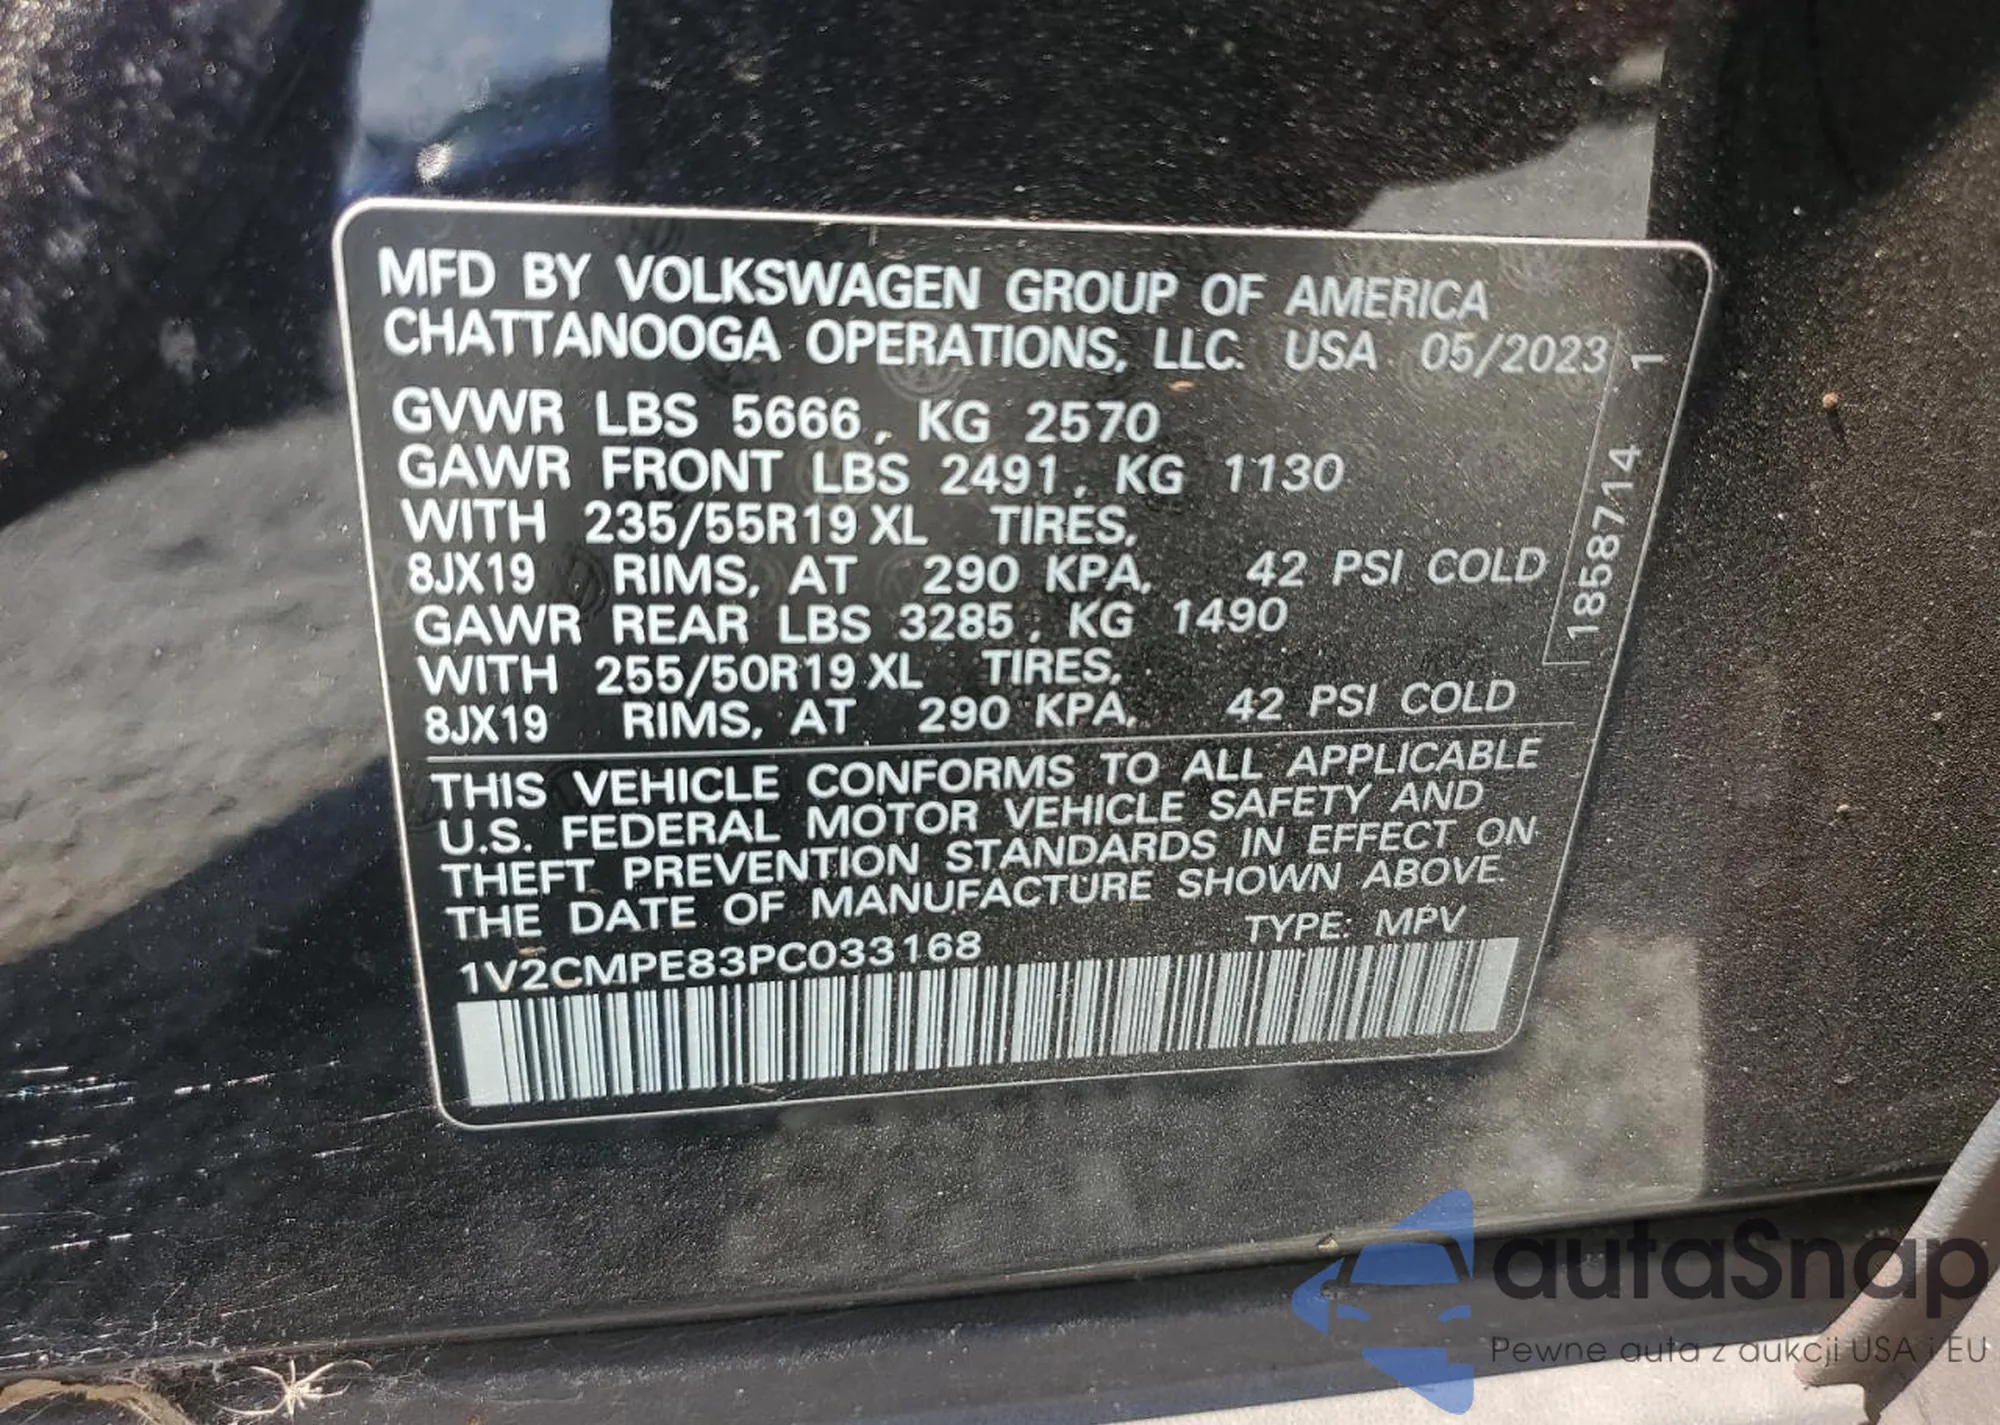 MFD BY VOLKSWAGEN GROUP OF AMERICA
CHATTANOOGA OPERATIONS, LLC. USA 05/2023
GVWR LBS 5666, KG 2570
GAWR FRONT LBS 2491, KG 1130
WITH 235/55R19 XL TIRES,
8JX19 RIMS, AT 290 KPA, 42 PSI COLD
GAWR REAR LBS 3285, KG 1490
WITH 255/50R19 XL TIRES,
8JX19 RIMS, AT 290 KPA, 42 PSI COLD
1858714 1
THIS VEHICLE CONFORMS TO ALL APPLICABLE
U.S. FEDERAL MOTOR VEHICLE SAFETY AND
THEFT PREVENTION STANDARDS IN EFFECT ON
THE DATE OF MANUFACTURE SHOWN ABOVE.
1V2CMPE83PC033168 TYPE: MPV
autaSnap
Pewne auta z aukcji USA i EU